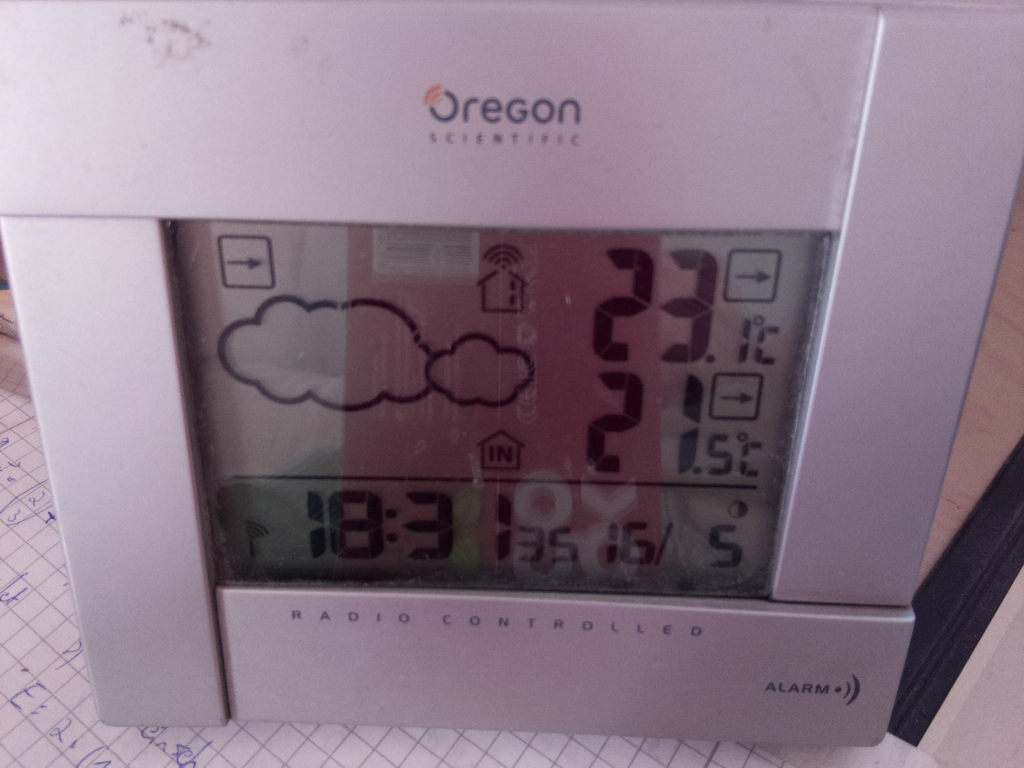 Oregon
SCIENTIFIC
23.1°C
21.5°C
IN
18:31 35 16/ 5
RADIO CONTROLLED
ALARM